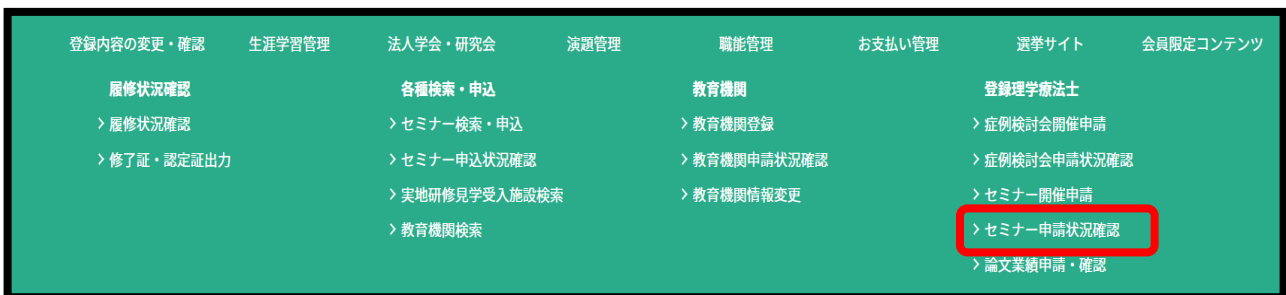 登録内容の変更・確認 生涯学習管理 法人学会・研究会 演題管理 職能管理 お支払い管理 選挙サイト 会員限定コンテンツ
履修状況確認 各種検索・申込 教育機関 登録理学療法士
> 履修状況確認 > セミナー検索・申込 > 教育機関登録 > 症例検討会開催申請
> 修了証・認定証出力 > セミナー申込状況確認 > 教育機関申請状況確認 > 症例検討会申請状況確認
> 実地研修見学受入施設検索 > 教育機関情報変更 > セミナー開催申請
> 教育機関検索 > セミナー申請状況確認
> 論文業績申請・確認